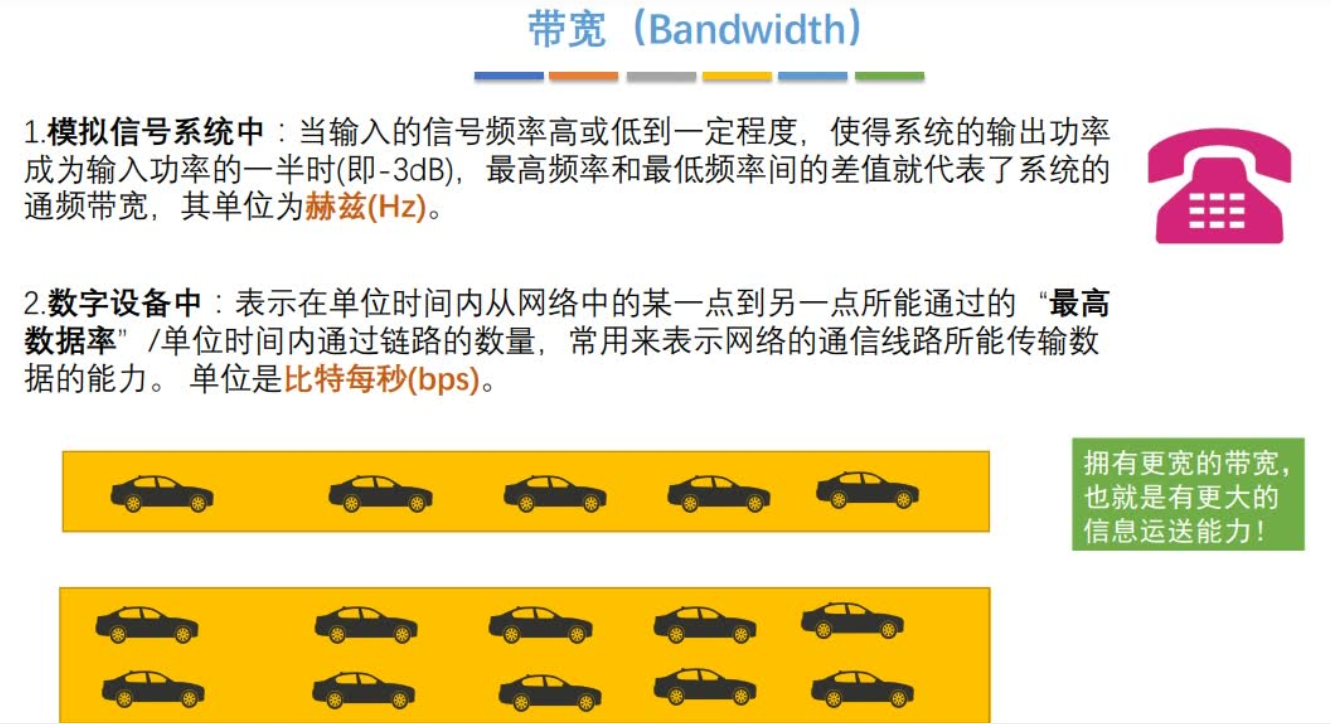 带宽（Bandwidth）
1.模拟信号系统中：当输入的信号频率高或低到一定程度，使得系统的输出功率
成为输入功率的一半时(即-3dB)，最高频率和最低频率间的差值就代表了系统的
通频带宽，其单位为赫兹(Hz)。
2.数字设备中：表示在单位时间内从网络中的某一点到另一点所能通过的“最高
数据率”/单位时间内通过链路的数量，常用来表示网络的通信线路所能传输数
据的能力。 单位是比特每秒(bps)。
拥有更宽的带宽，
也就是有更大的
信息运送能力！